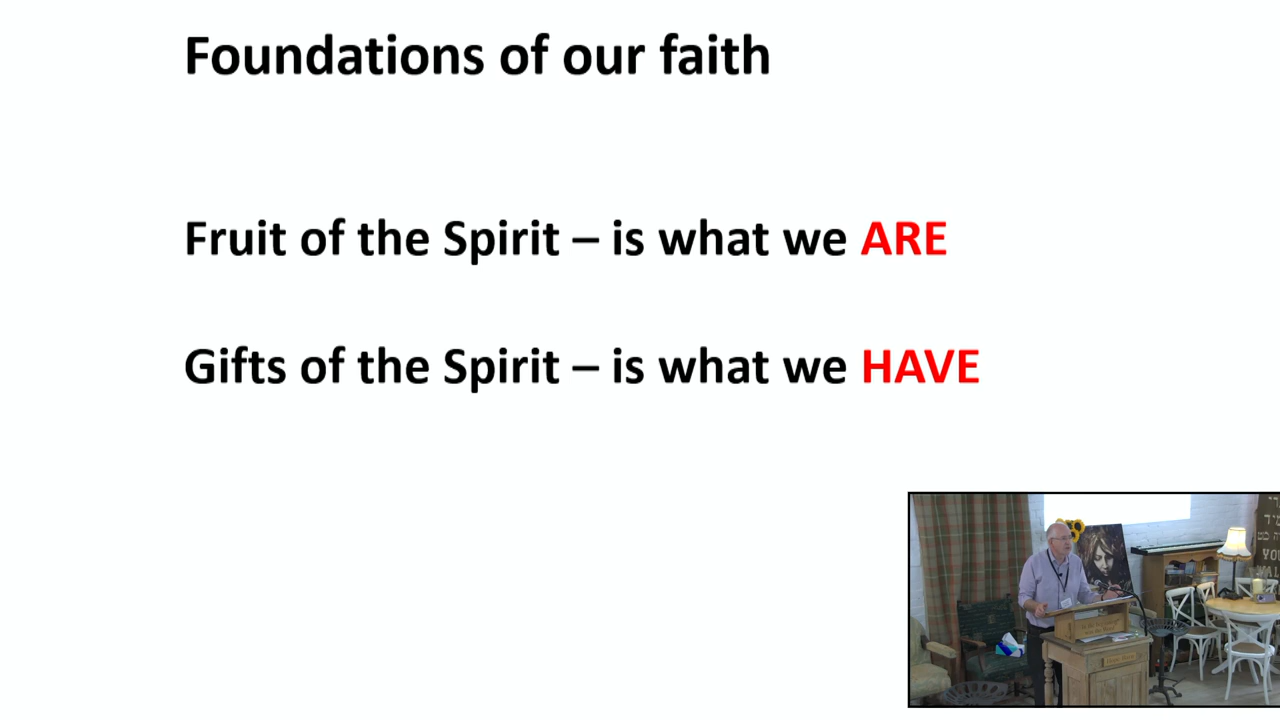 Foundations of our faith
Fruit of the Spirit – is what we ARE
Gifts of the Spirit – is what we HAVE
YOU